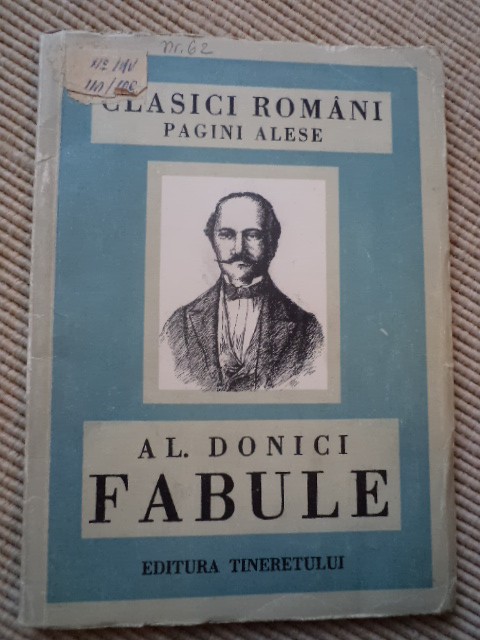 nr. 62
CLASICI ROMÂNI
PAGINI ALESE
AL. DONICI
FABULE
EDITURA TINERETULUI